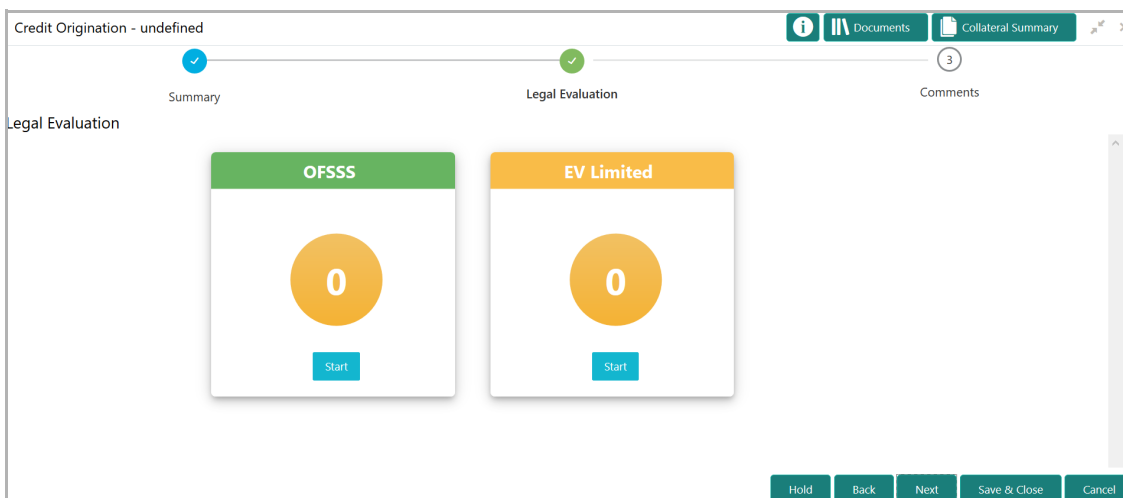 Credit Origination - undefined
Documents
Collateral Summary
3
Summary
Legal Evaluation
Comments
Legal Evaluation
OFSSS
EV Limited
0
0
Start
Start
Hold
Back
Next
Save & Close
Cancel